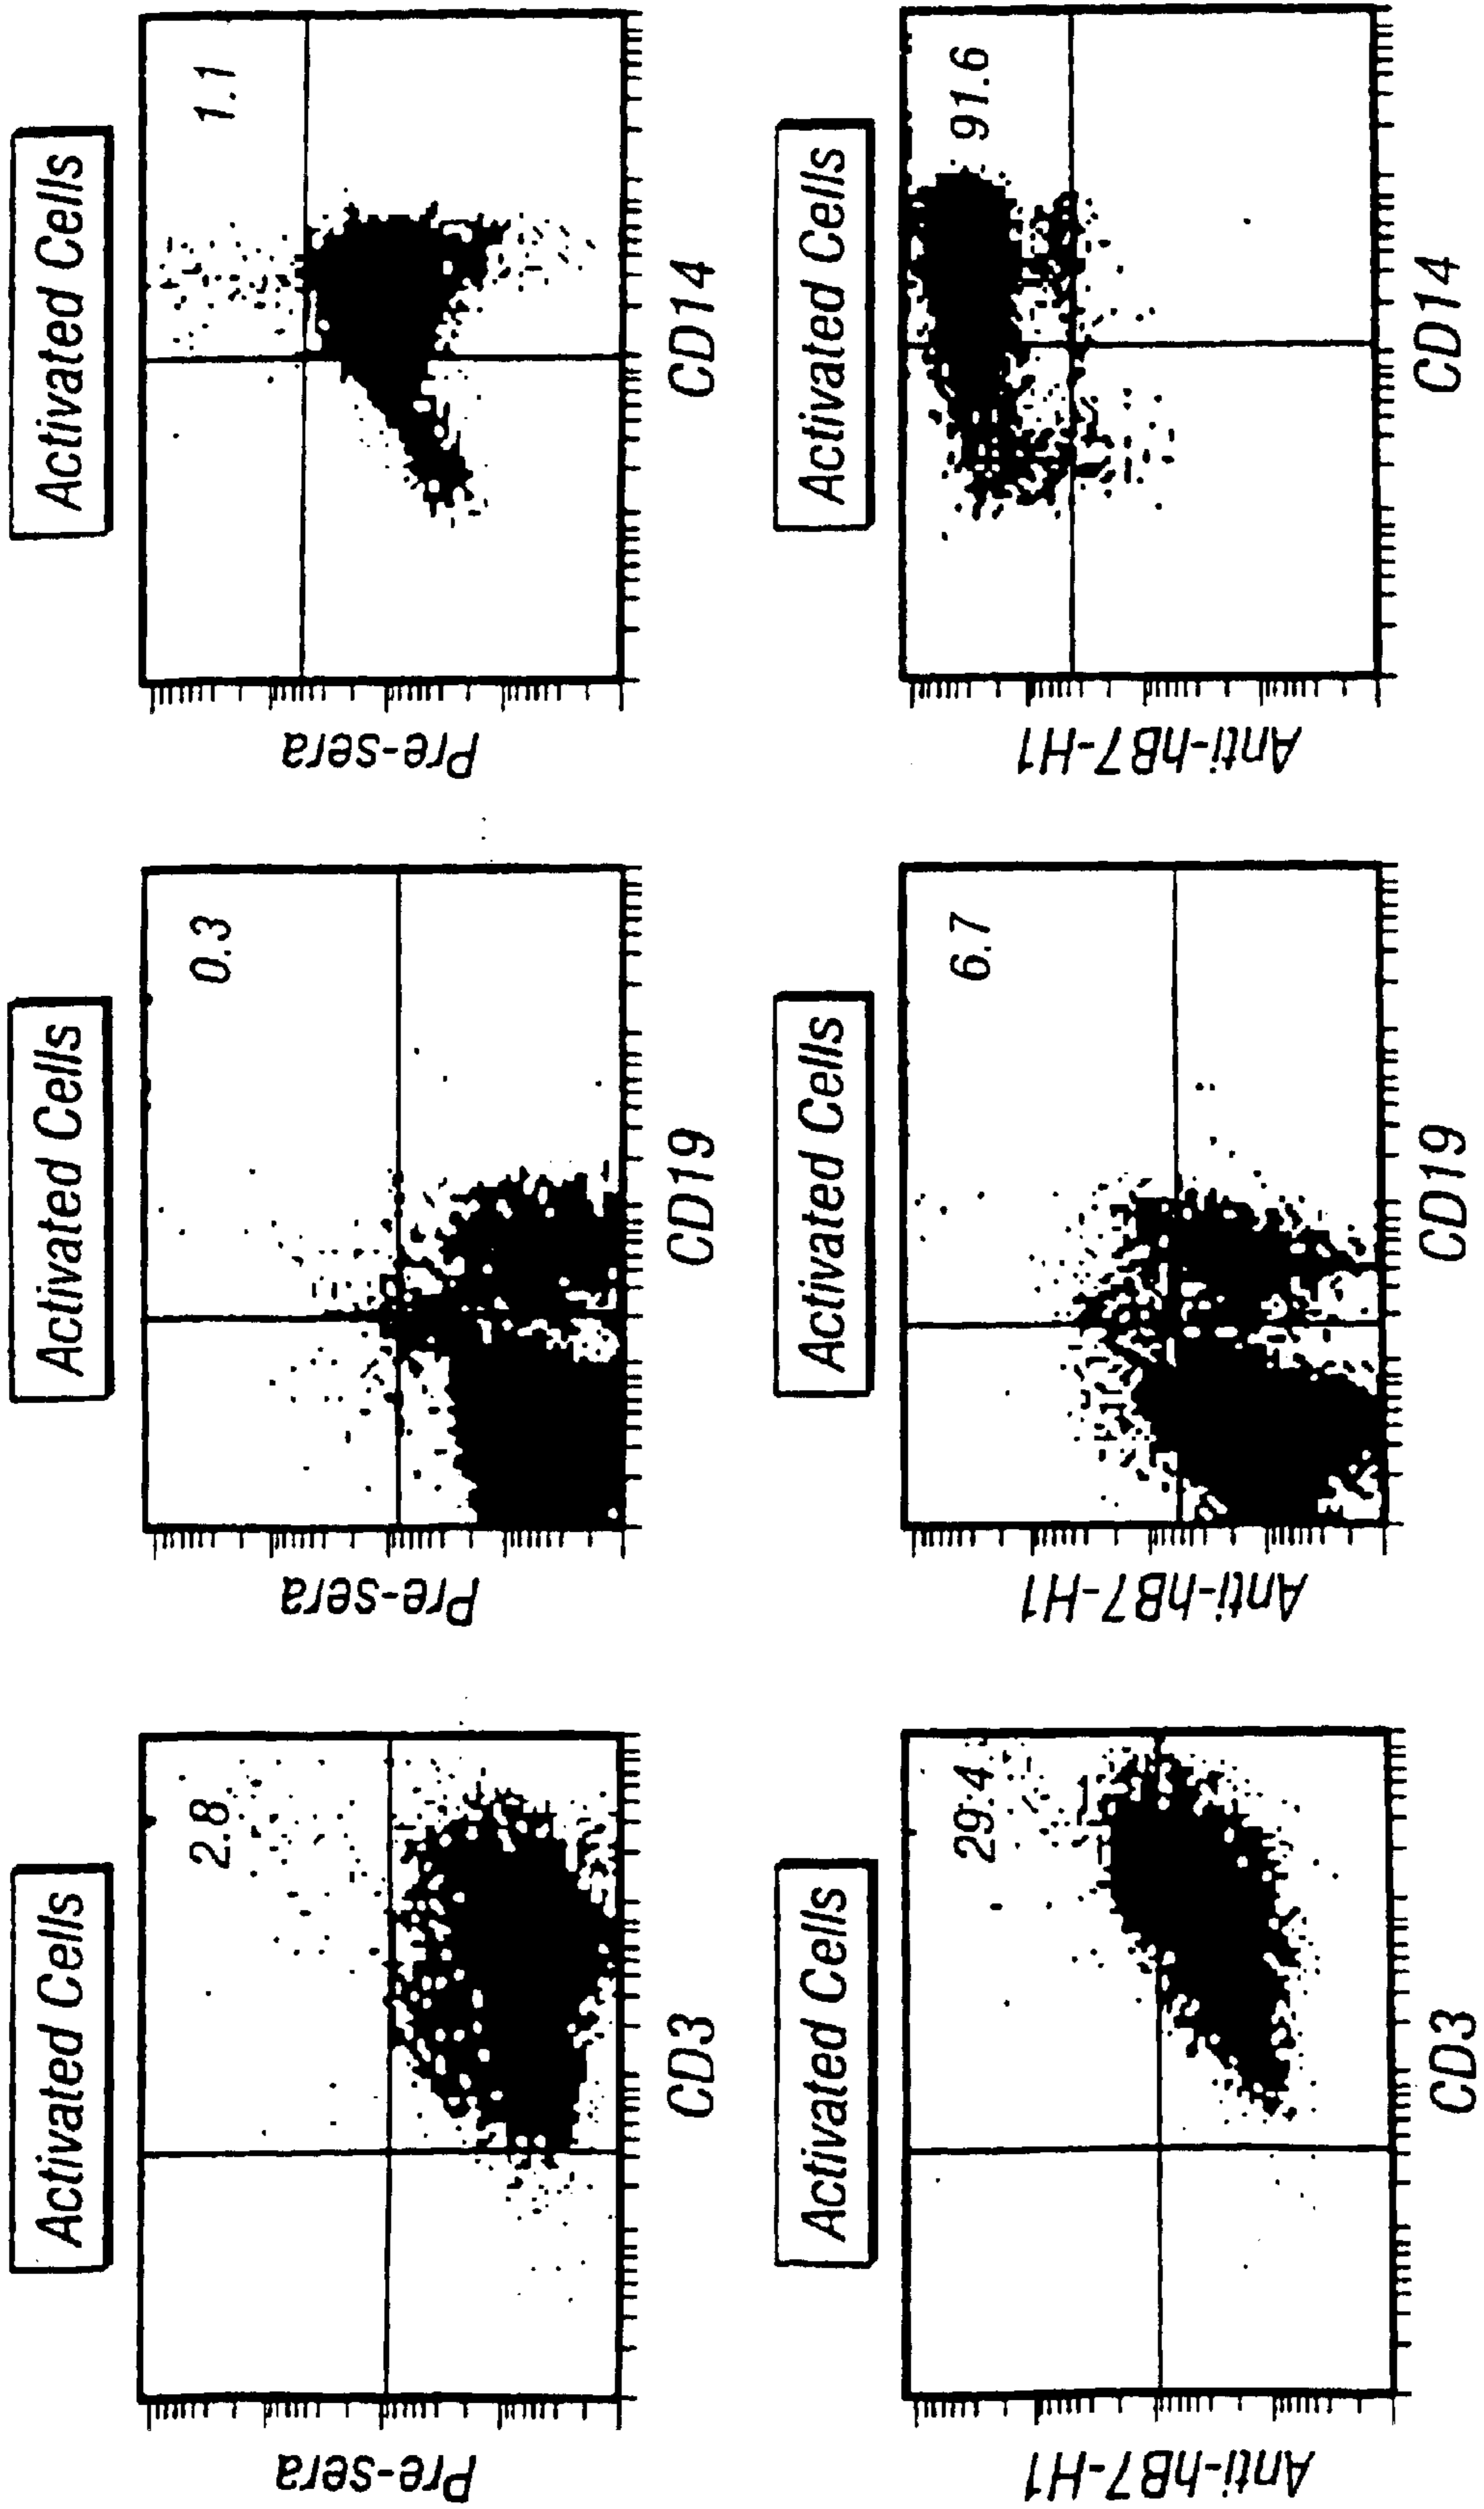 Activated Cells
2.8
Pre-sera
CD3
Activated Cells
0.3
Pre-sera
CD19
Activated Cells
1.1
Pre-sera
CD14
Activated Cells
29.4
Anti-hB7-H1
CD3
Activated Cells
6.7
Anti-hB7-H1
CD19
Activated Cells
91.6
Anti-hB7-H1
CD14